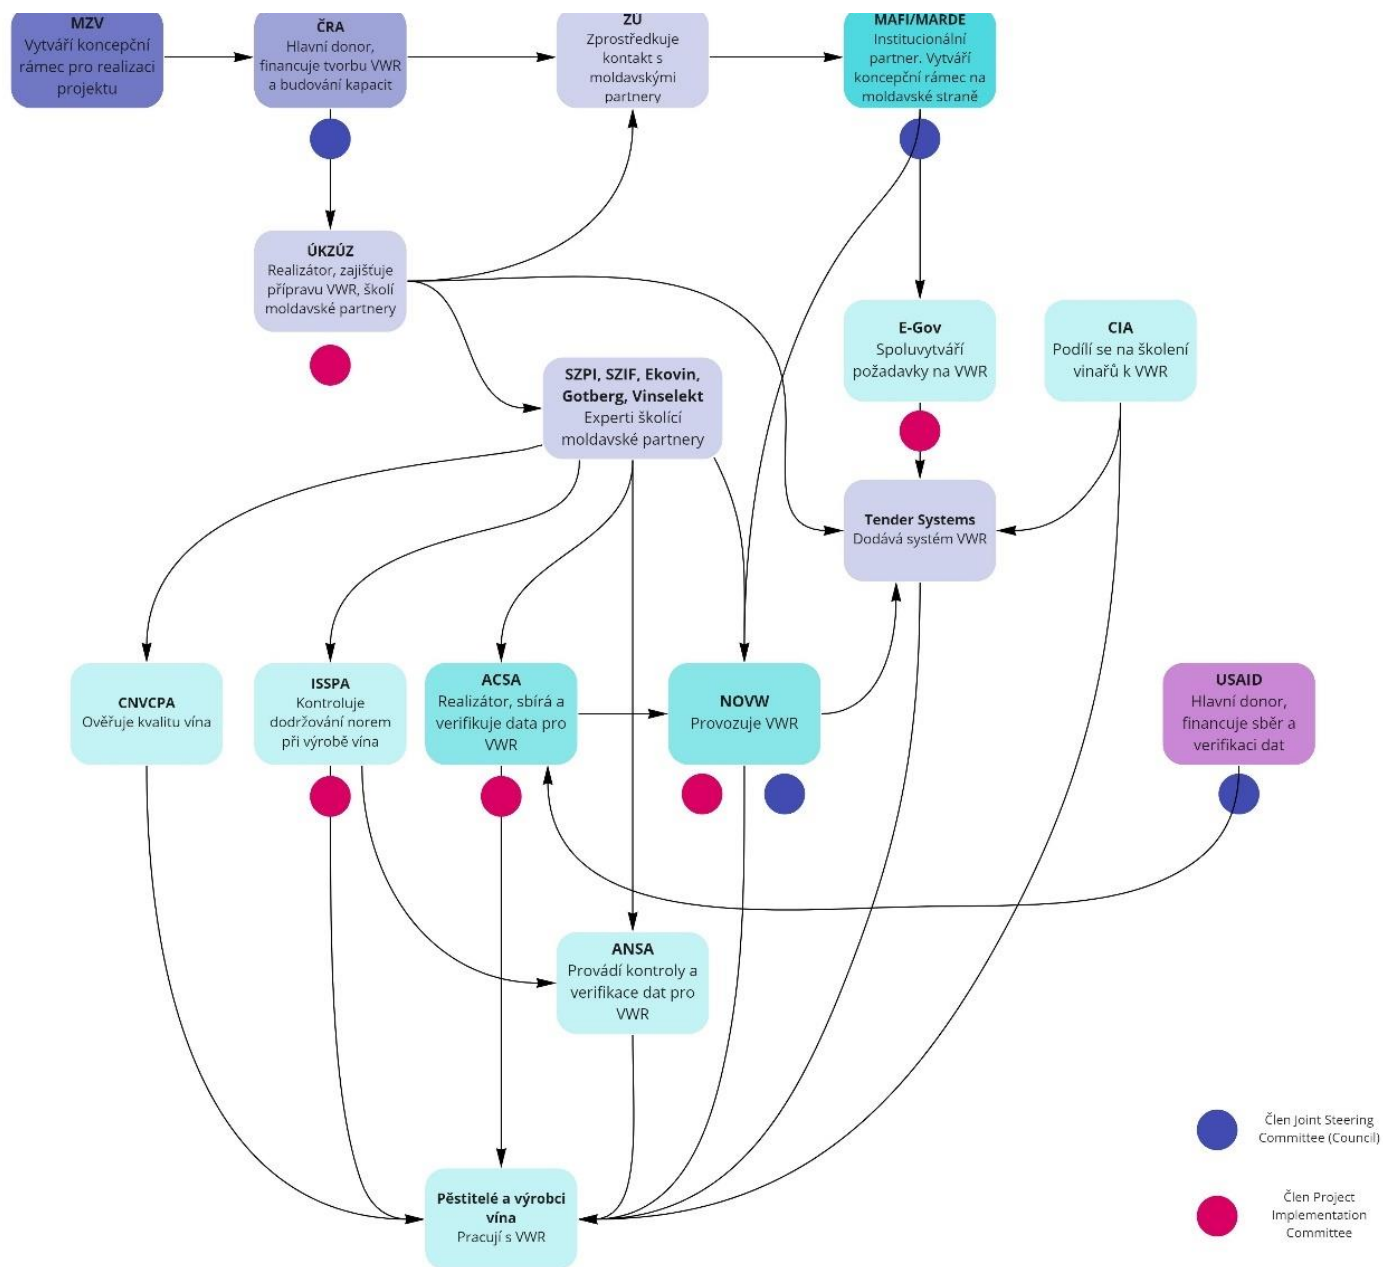 MZV
Vytváří koncepční
rámec pro realizaci
projektu
ČRA
Hlavní donor,
financuje tvorbu VWR
a budování kapacit
ZÚ
Zprostředkuje
kontakt s
moldavskými
partnery
MAFI/MARDE
Institucionální
partner. Vytváří
koncepční rámec na
moldavské straně
ÚKZÚZ
Realizátor, zajišťuje
přípravu VWR, školí
moldavské partnery
E-Gov
Spoluvytváří
požadavky na VWR
CIA
Podílí se na školení
vinařů k VWR
SZPI, SZIF, Ekovin,
Gotberg, Vinselekt
Experti školící
moldavské partnery
Tender Systems
Dodává systém VWR
CNVCPA
Ověřuje kvalitu vína
ISSPA
Kontroluje
dodržování norem
při výrobě vína
ACSA
Realizátor, sbírá a
verifikuje data pro
VWR
NOVW
Provozuje VWR
USAID
Hlavní donor,
financuje sběr a
verifikaci dat
ANSA
Provádí kontroly a
verifikace dat pro
VWR
Pěstitelé a výrobci
vína
Pracují s VWR
Člen Joint Steering
Committee (Council)
Člen Project
Implementation
Committee